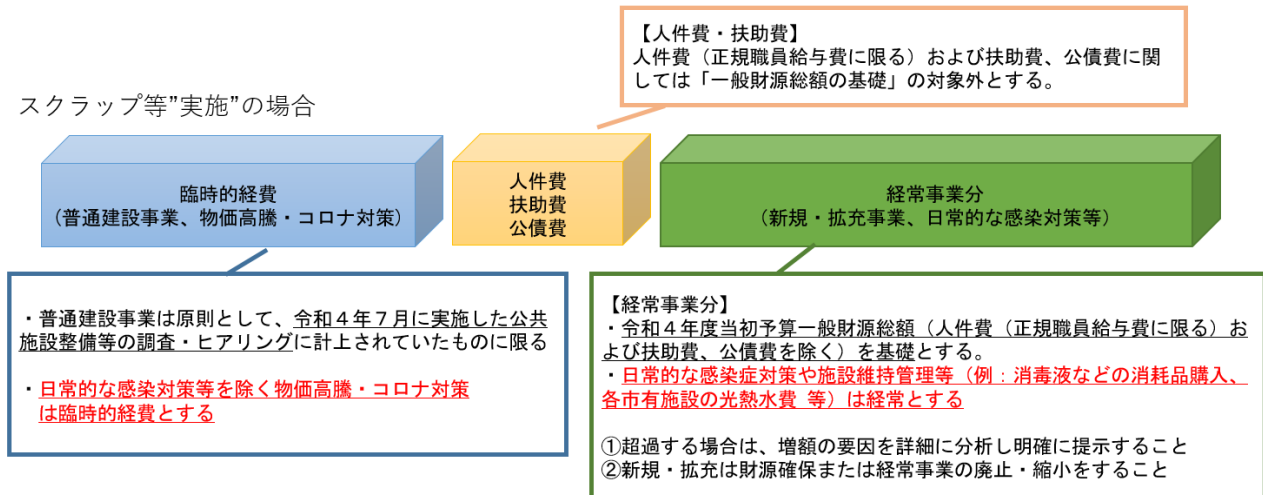 【人件費・扶助費】
人件費（正規職員給与費に限る）および扶助費、公債費に関
しては「一般財源総額の基礎」の対象外とする。
スクラップ等”実施”の場合
臨時的経費
（普通建設事業、物価高騰・コロナ対策）
人件費
扶助費
公債費
経常事業分
（新規・拡充事業、日常的な感染対策等）
・普通建設事業は原則として、令和４年７月に実施した公共
施設整備等の調査・ヒアリングに計上されていたものに限る
・日常的な感染対策等を除く物価高騰・コロナ対策
は臨時的経費とする
【経常事業分】
・令和４年度当初予算一般財源総額（人件費（正規職員給与費に限る）お
よび扶助費、公債費を除く）を基礎とする。
・日常的な感染症対策や施設維持管理等（例：消毒液などの消耗品購入、
各市有施設の光熱水費 等）は経常とする
①超過する場合は、増額の要因を詳細に分析し明確に提示すること
②新規・拡充は財源確保または経常事業の廃止・縮小をすること